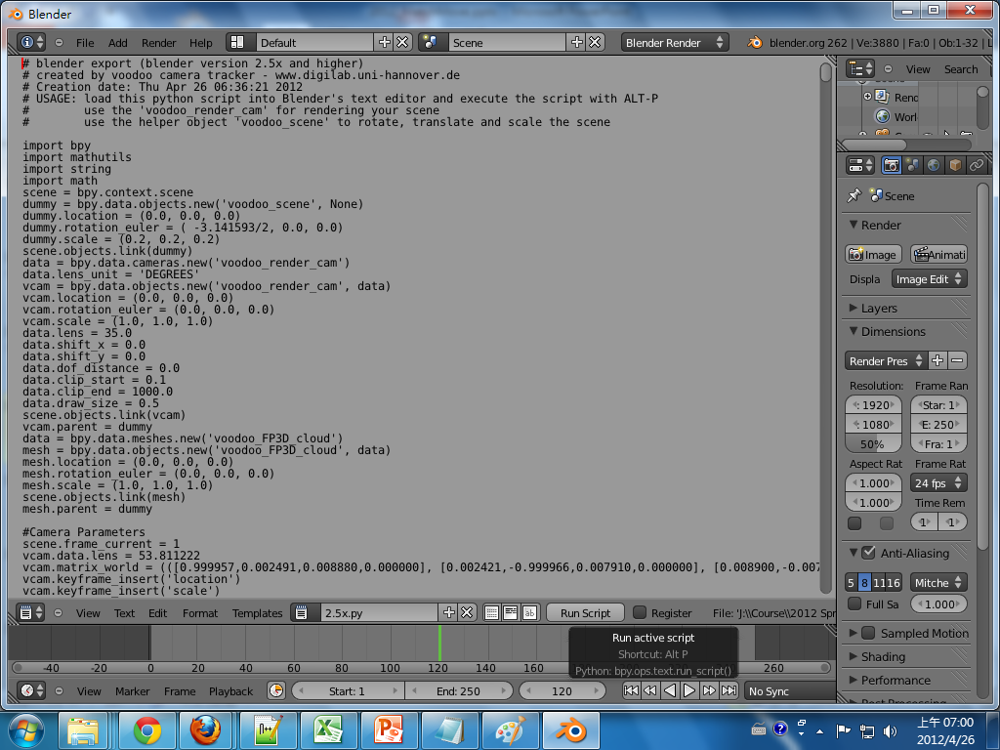 Blender
File Add Render Help Default Scene Blender Render blender.org 262 | Ve:3880 | Fa:0 | Ob:1-32 | L
# blender export (blender version 2.5x and higher)
# created by voodoo camera tracker - www.digilab.uni-hannover.de
# Creation date: Thu Apr 26 06:36:21 2012
# USAGE: load this python script into Blender's text editor and execute the script with ALT-P
#        use the 'voodoo_render_cam' for rendering your scene
#        use the helper object 'voodoo_scene' to rotate, translate and scale the scene
import bpy
import mathutils
import string
import math
scene = bpy.context.scene
dummy = bpy.data.objects.new('voodoo_scene', None)
dummy.location = (0.0, 0.0, 0.0)
dummy.rotation_euler = ( -3.141593/2, 0.0, 0.0)
dummy.scale = (0.2, 0.2, 0.2)
scene.objects.link(dummy)
data = bpy.data.cameras.new('voodoo_render_cam')
data.lens_unit = 'DEGREES'
vcam = bpy.data.objects.new('voodoo_render_cam', data)
vcam.location = (0.0, 0.0, 0.0)
vcam.rotation_euler = (0.0, 0.0, 0.0)
vcam.scale = (1.0, 1.0, 1.0)
data.lens = 35.0
data.shift_x = 0.0
data.shift_y = 0.0
data.dof_distance = 0.0
data.clip_start = 0.1
data.clip_end = 1000.0
data.draw_size = 0.5
scene.objects.link(vcam)
vcam.parent = dummy
data = bpy.data.meshes.new('voodoo_FP3D_cloud')
mesh = bpy.data.objects.new('voodoo_FP3D_cloud', data)
mesh.location = (0.0, 0.0, 0.0)
mesh.rotation_euler = (0.0, 0.0, 0.0)
mesh.scale = (1.0, 1.0, 1.0)
scene.objects.link(mesh)
mesh.parent = dummy
#Camera Parameters
scene.frame_current = 1
vcam.data.lens = 53.811222
vcam.matrix_world = (([0.999957,0.002491,0.008880,0.000000], [0.002421,-0.999966,0.007910,0.000000], [0.008900,-0.007
vcam.keyframe_insert('location')
vcam.keyframe_insert('scale')
View Search
Rend
Worl
Scene
Render
Image Animati
Displa Image Edit
Layers
Dimensions
Render Pres
Resolution: Frame Ran
: 1920 Star: 1
: 1080 E: 250
50% Fra: 1
Aspect Rat Frame Rat
1.000 24 fps
1.000 Time Rem
1 1
Anti-Aliasing
5 8 11 16 Mitche
Full Sa 1.000
Sampled Motion
Shading
Performance
Post Processing
View Text Edit Format Templates 2.5x.py Run Script Register File: 'J:\\Course\\2012 Spr
Run active script
Shortcut: Alt P
Python: bpy.ops.text.run_script()
-40 -20 0 20 40 60 80 100 120 140 160 260
View Marker Frame Playback Start: 1 End: 250 120 No Sync
上午 07:00
2012/4/26